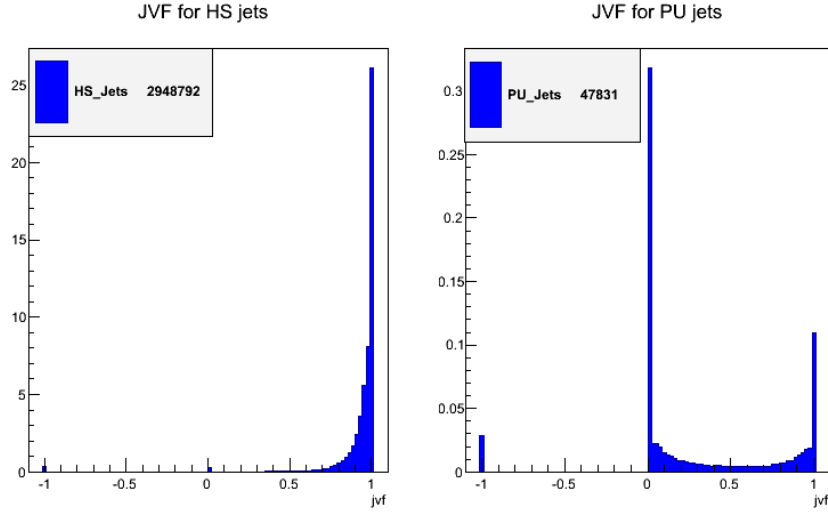 JVF for HS jets
HS_Jets 2948792
25
20
15
10
5
0
-1 -0.5 0 0.5 1
jvf
JVF for PU jets
PU_Jets 47831
0.3
0.25
0.2
0.15
0.1
0.05
0
-1 -0.5 0 0.5 1
jvf